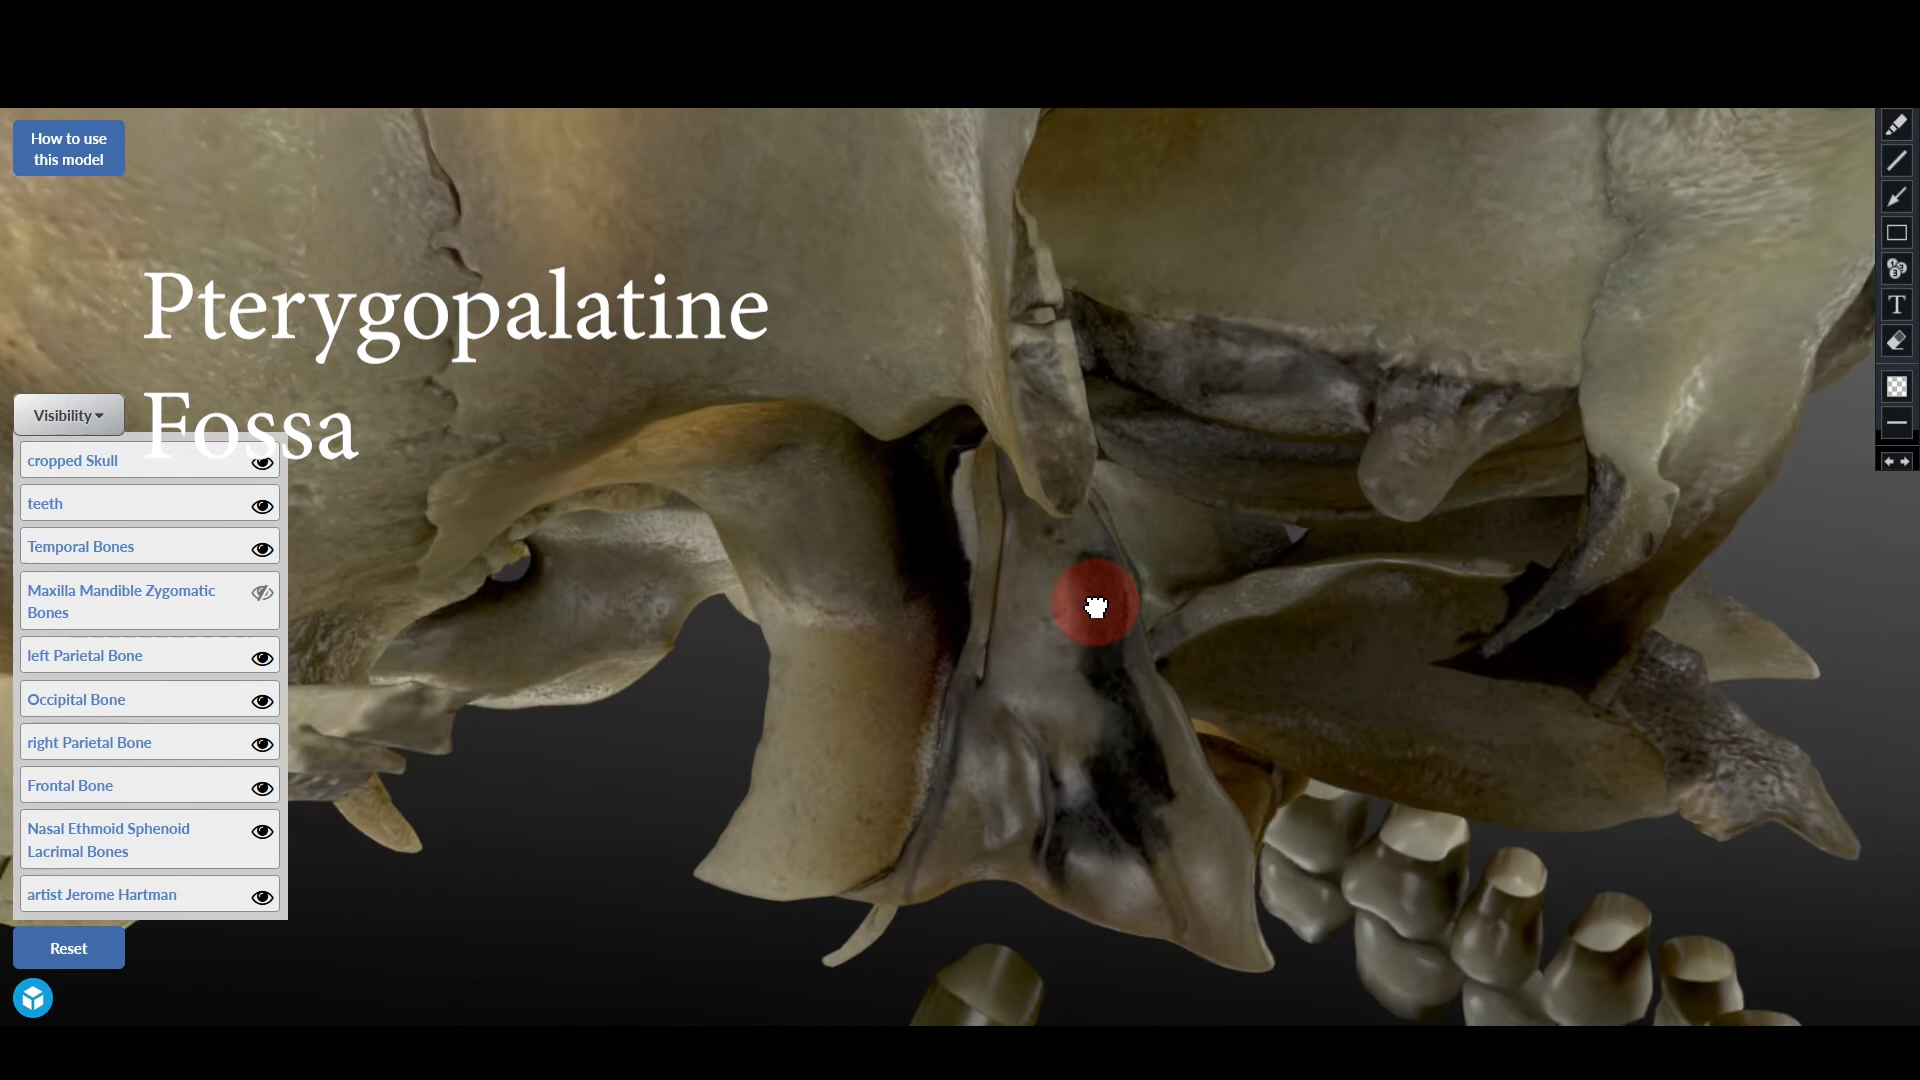 How to use
this model
Pterygopalatine
Fossa
Visibility
cropped Skull
teeth
Temporal Bones
Maxilla Mandible Zygomatic
Bones
left Parietal Bone
Occipital Bone
right Parietal Bone
Frontal Bone
Nasal Ethmoid Sphenoid
Lacrimal Bones
artist Jerome Hartman
Reset
T